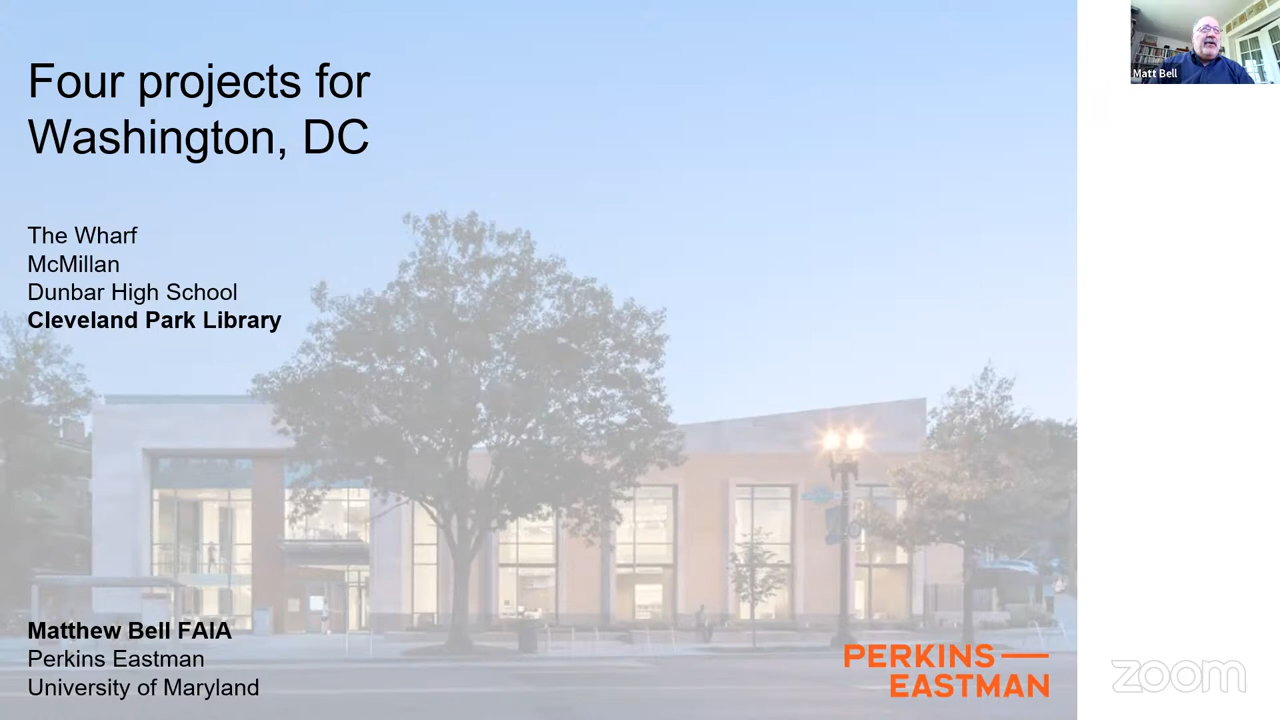 Four projects for
Washington, DC
The Wharf
McMillan
Dunbar High School
Cleveland Park Library
Matthew Bell FAIA
Perkins Eastman
University of Maryland
PERKINS
EASTMAN
Matt Bell
zoom